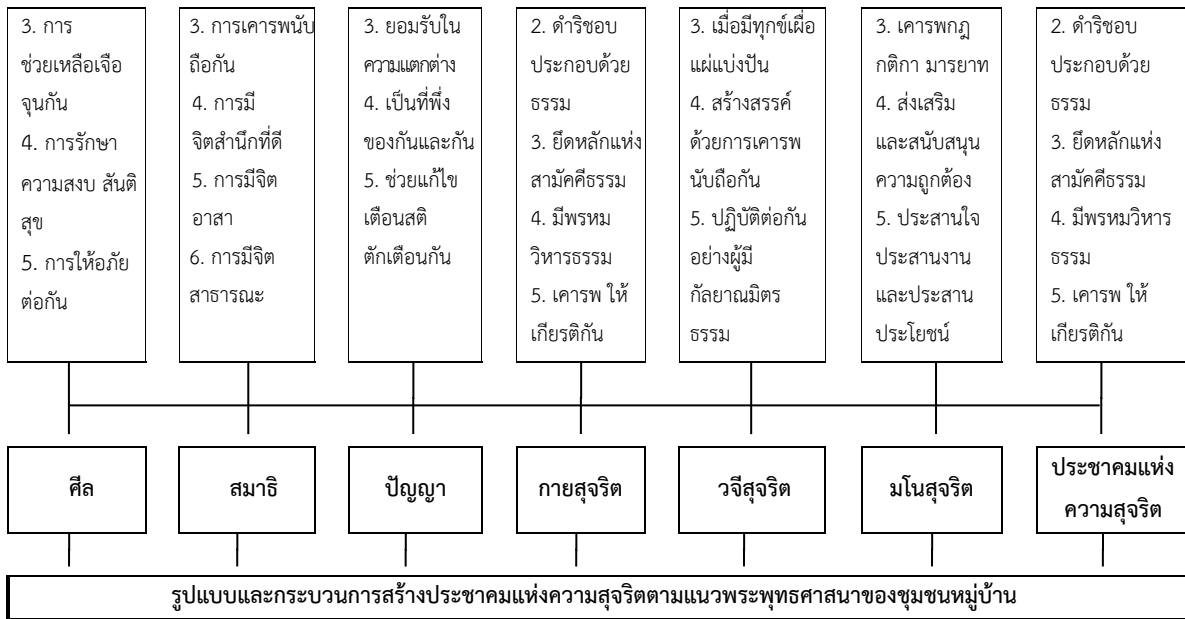 3. การ
ช่วยเหลือเจือ
จุนกัน
4. การรักษา
ความสงบ สันติ
สุข
5. การให้อภัย
ต่อกัน
3. การเคารพนับ
ถือกัน
4. การมี
จิตสำนึกที่ดี
5. การมีจิต
อาสา
6. การมีจิต
สาธารณะ
3. ยอมรับใน
ความแตกต่าง
4. เป็นที่พึ่ง
ของกันและกัน
5. ช่วยแก้ไข
เตือนสติ
ตักเตือนกัน
2. ดำริชอบ
ประกอบด้วย
ธรรม
3. ยึดหลักแห่ง
สามัคคีธรรม
4. มีพรหม
วิหารธรรม
5. เคารพ ให้
เกียรติกัน
3. เมื่อมีทุกข์เผื่อ
แผ่แบ่งปัน
4. สร้างสรรค์
ด้วยการเคารพ
นับถือกัน
5. ปฏิบัติต่อกัน
อย่างผู้มี
กัลยาณมิตร
ธรรม
3. เคารพกฎ
กติกา มารยาท
4. ส่งเสริม
และสนับสนุน
ความถูกต้อง
5. ประสานใจ
ประสานงาน
และประสาน
ประโยชน์
2. ดำริชอบ
ประกอบด้วย
ธรรม
3. ยึดหลักแห่ง
สามัคคีธรรม
4. มีพรหมวิหาร
ธรรม
5. เคารพ ให้
เกียรติกัน
ศีล
สมาธิ
ปัญญา
กายสุจริต
วจีสุจริต
มโนสุจริต
ประชาคมแห่ง
ความสุจริต
รูปแบบและกระบวนการสร้างประชาคมแห่งความสุจริตตามแนวพระพุทธศาสนาของชุมชนหมู่บ้าน